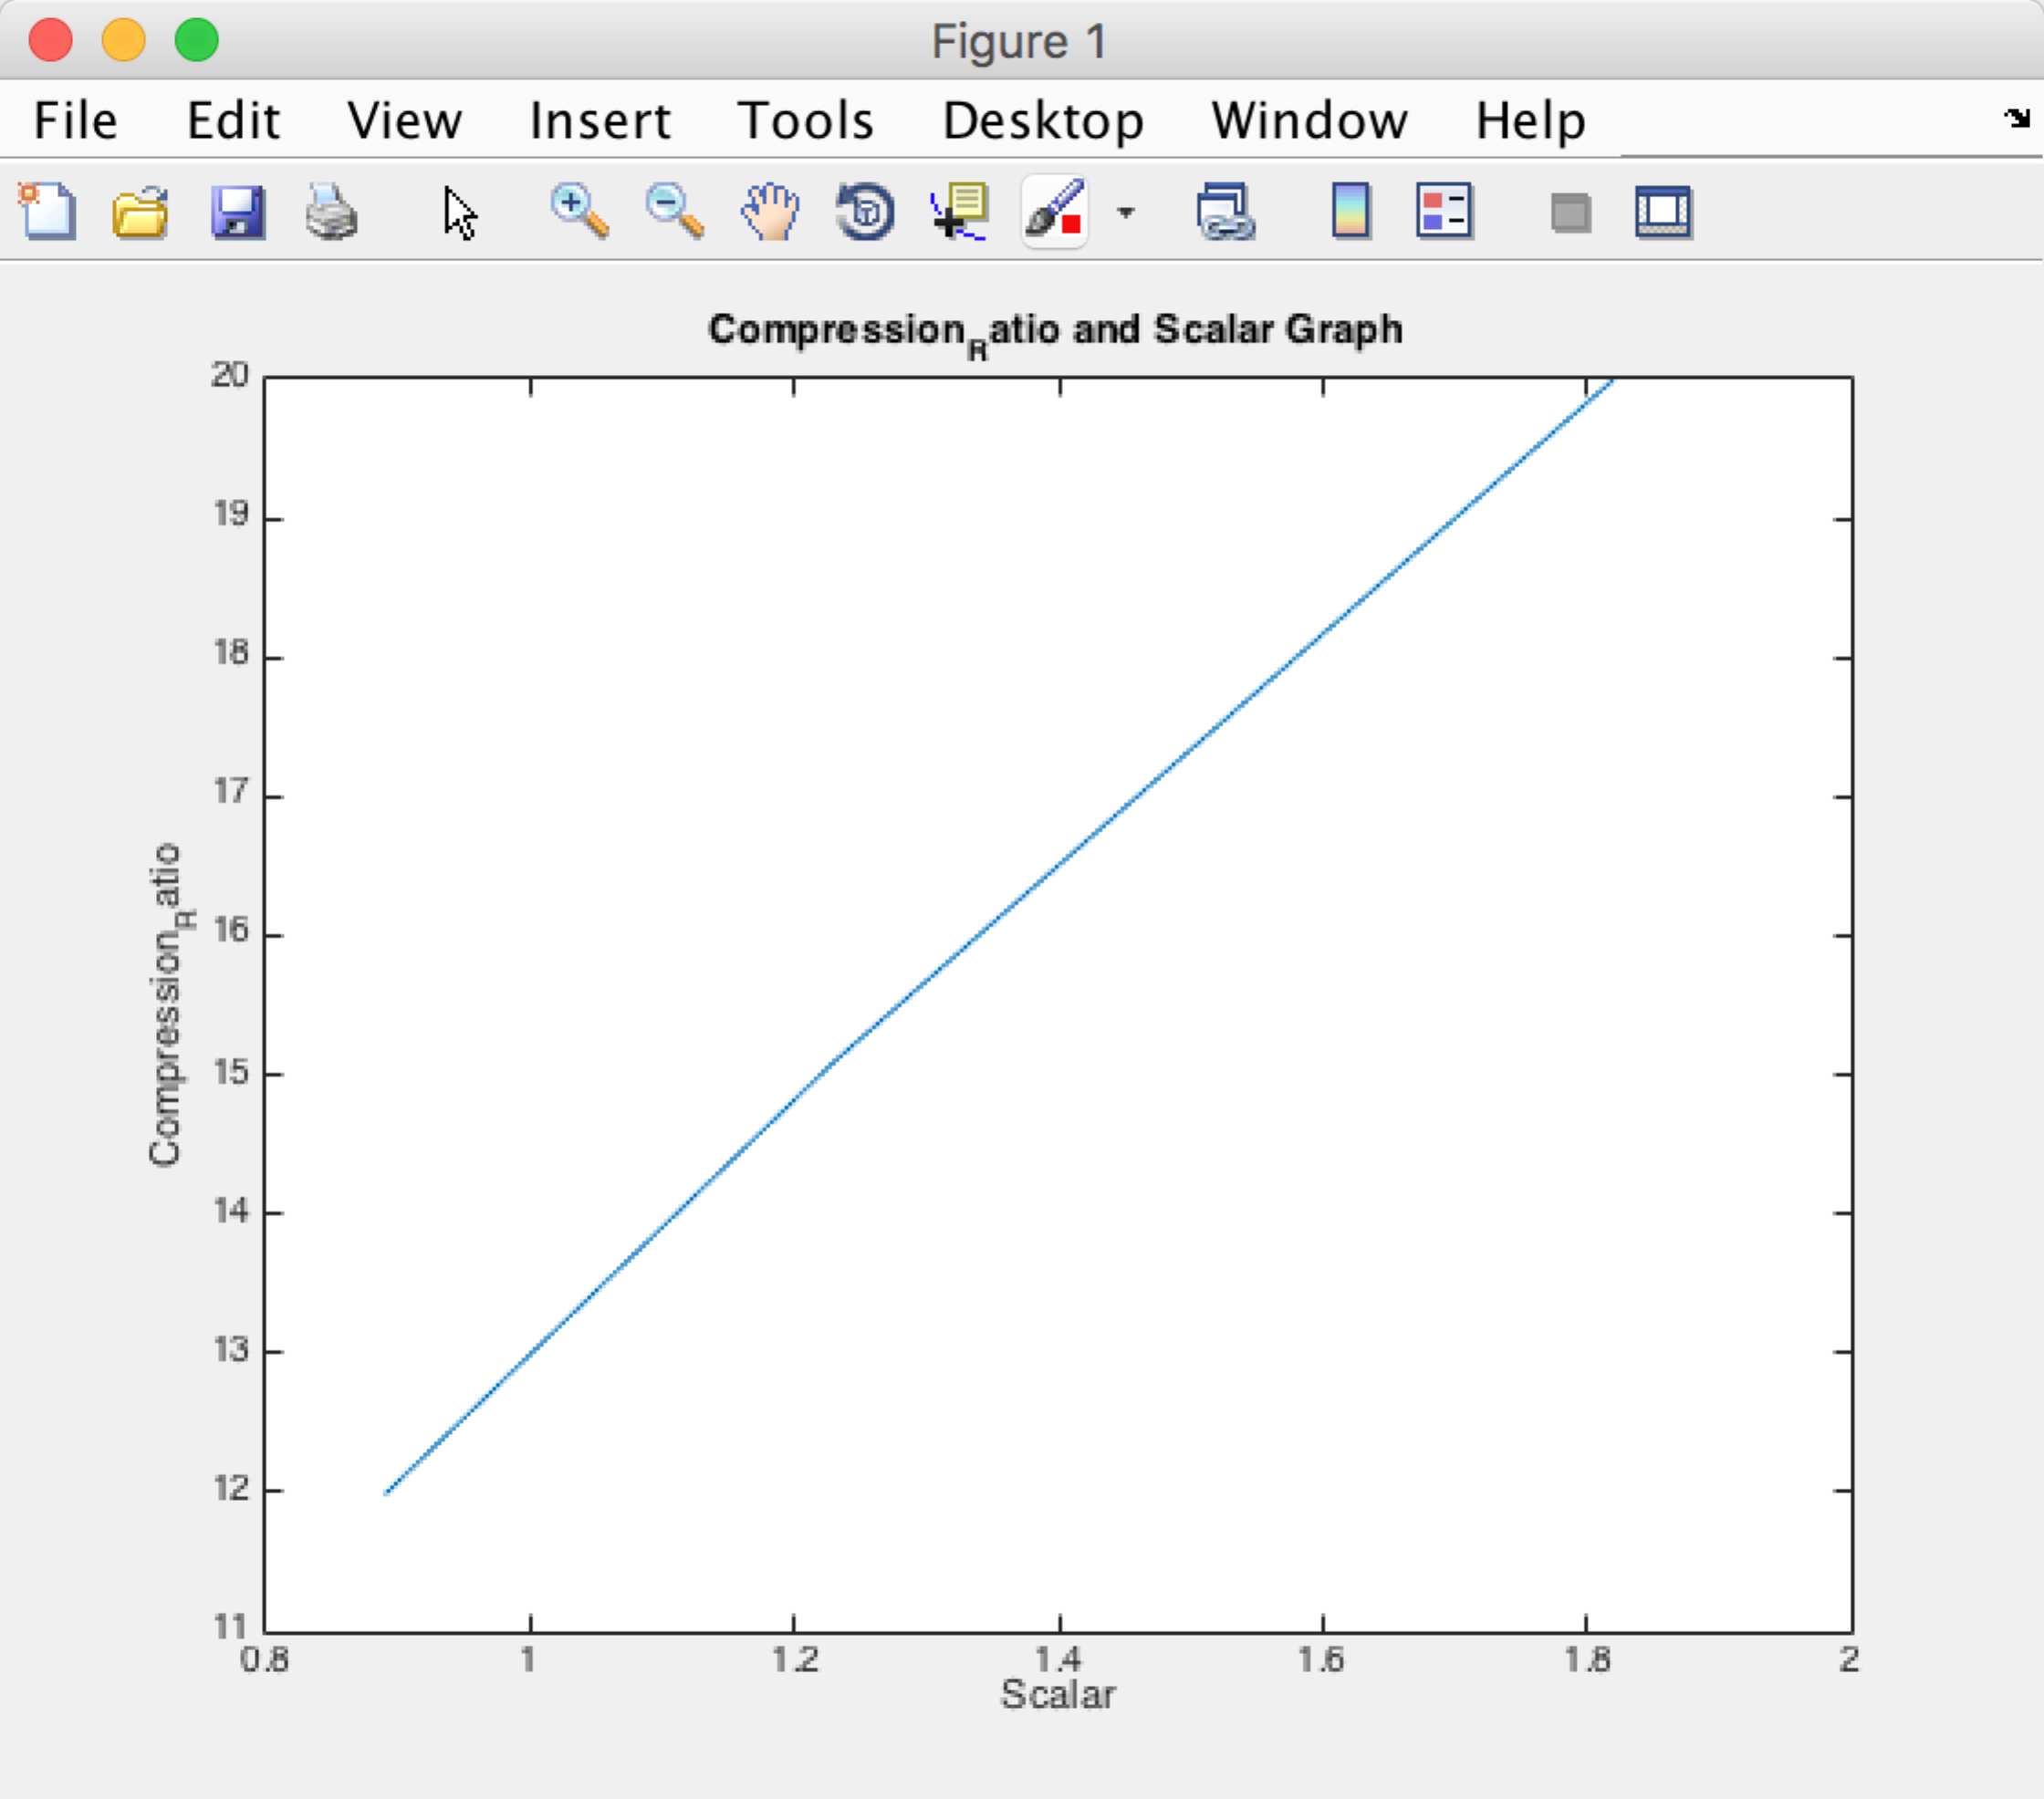 Figure 1
File Edit View Insert Tools Desktop Window Help
Compression_Ratio and Scalar Graph
20
19
18
17
16
15
14
13
12
11
Compression_Ratio
0.8 1 1.2 1.4 1.6 1.8 2
Scalar